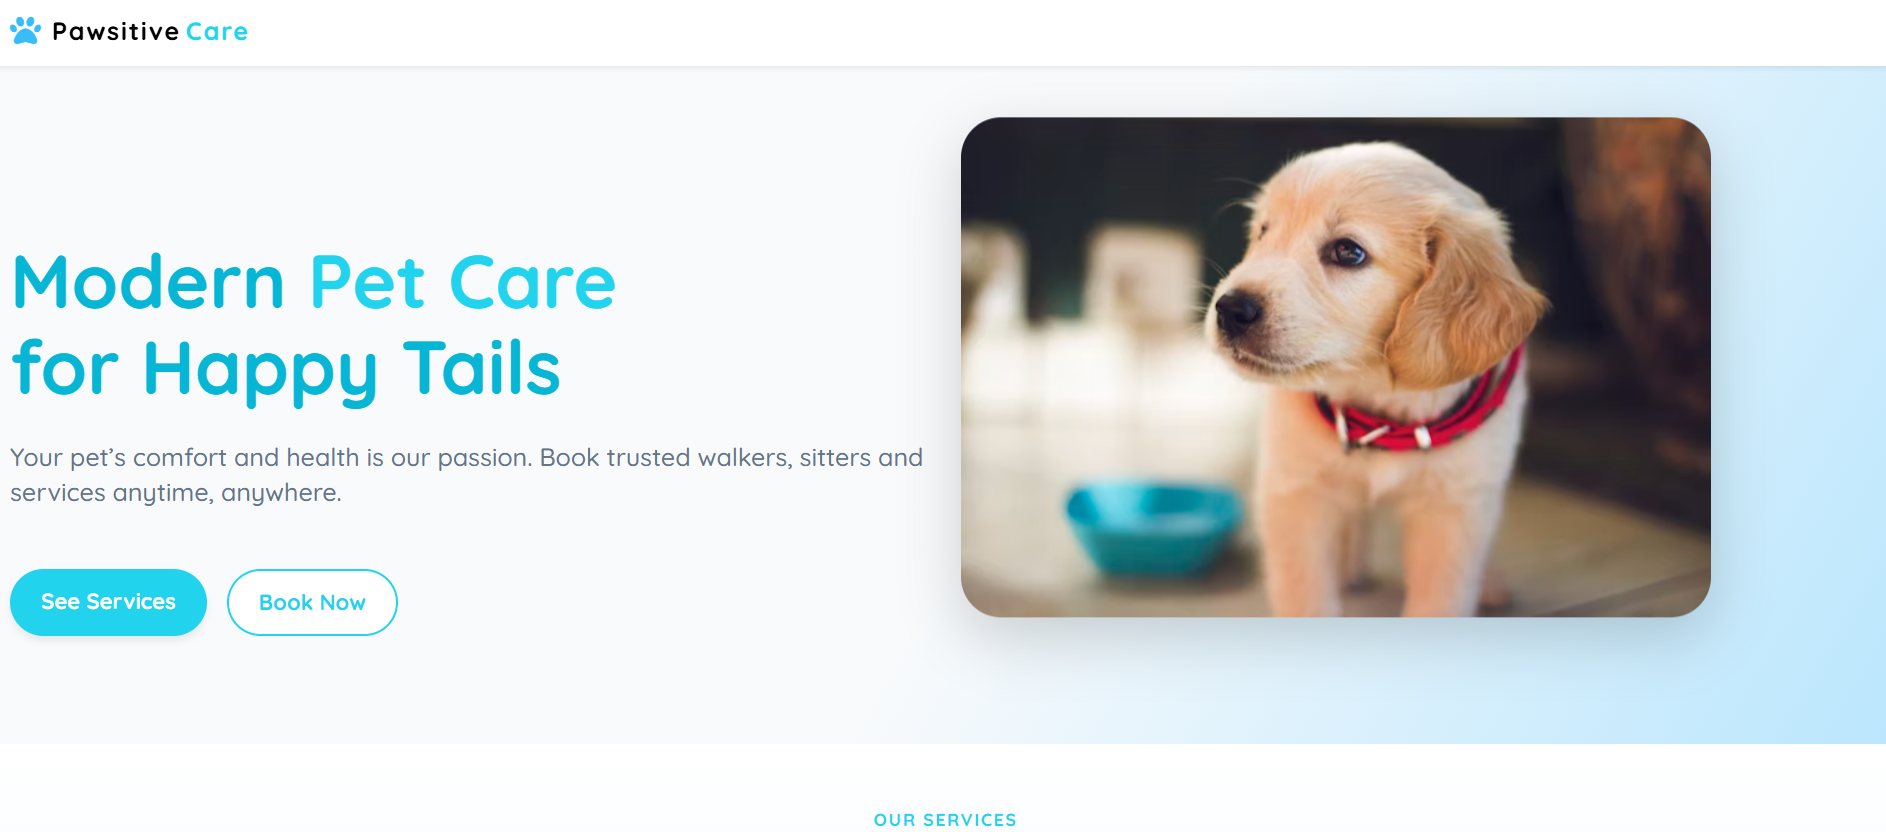 Pawsitive Care
Modern Pet Care
for Happy Tails
Your pet’s comfort and health is our passion. Book trusted walkers, sitters and
services anytime, anywhere.
See Services
Book Now
OUR SERVICES